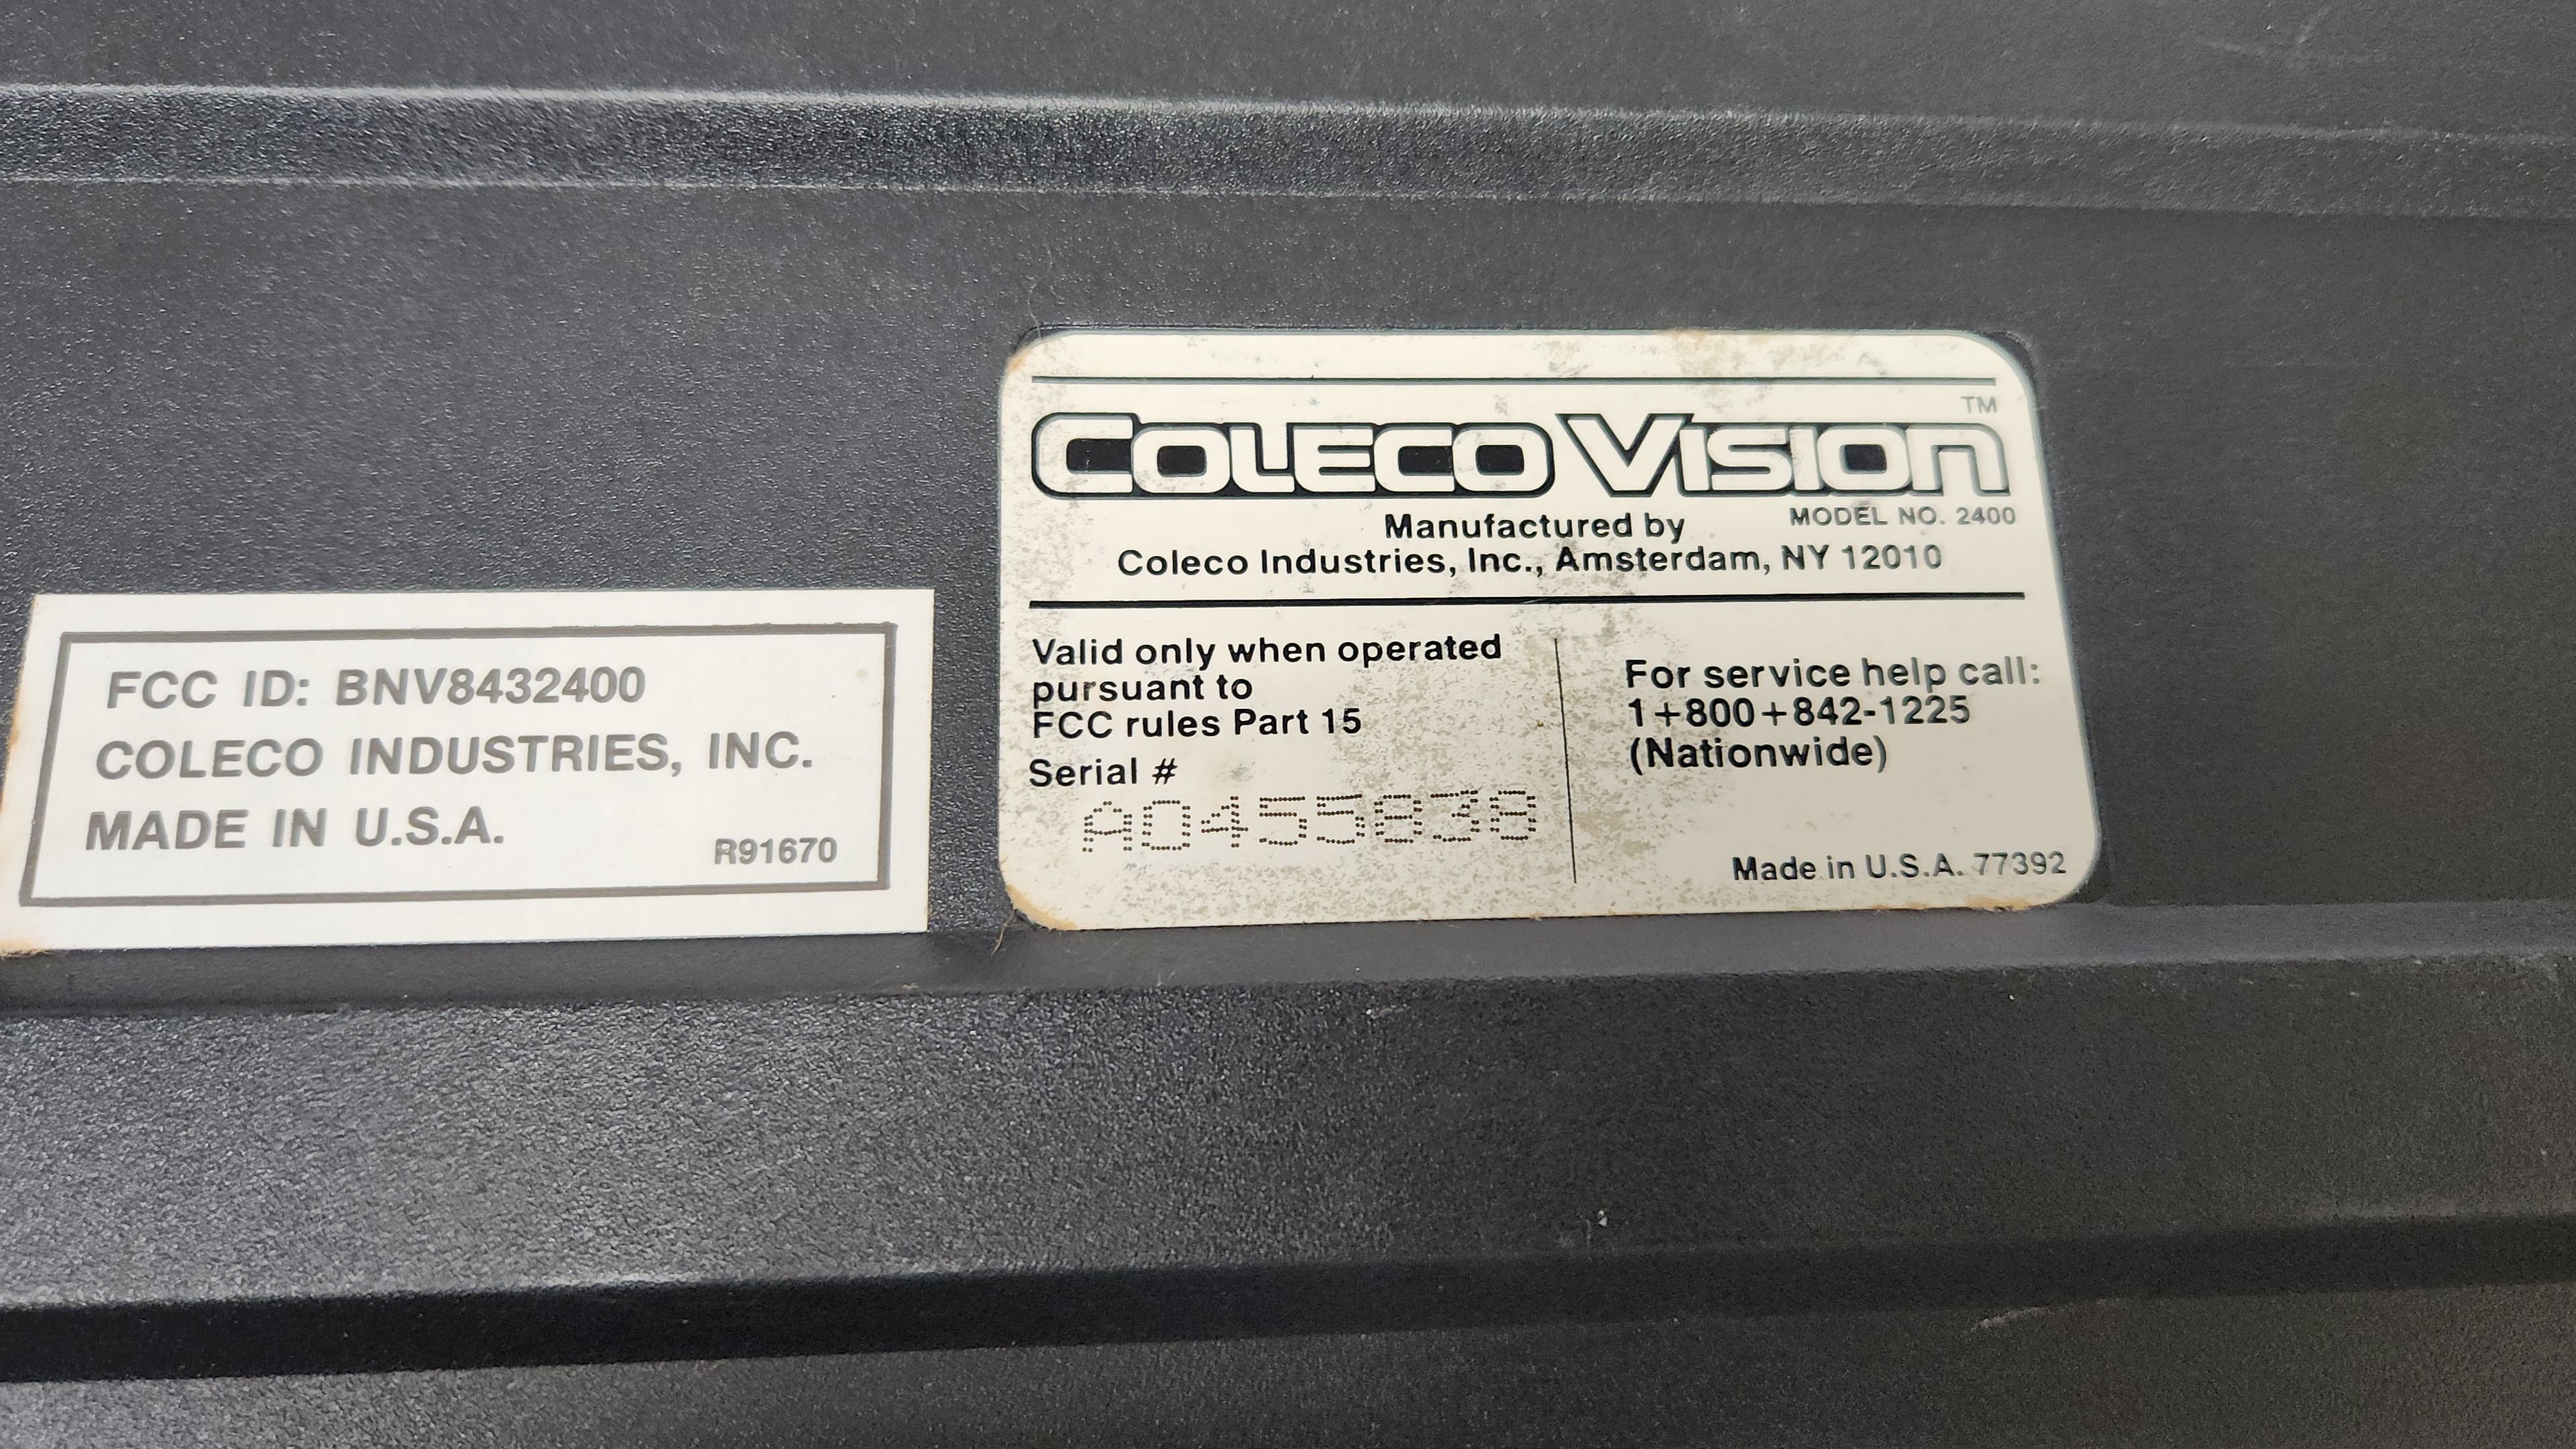 FCC ID: BNV8432400
COLECO INDUSTRIES, INC.
MADE IN U.S.A.
R91670
COLECOVISION
TM
MODEL NO. 2400
Manufactured by
Coleco Industries, Inc., Amsterdam, NY 12010
Valid only when operated
pursuant to
FCC rules Part 15
Serial #
A0455838
For service help call:
1+800+842-1225
(Nationwide)
Made in U.S.A. 77392